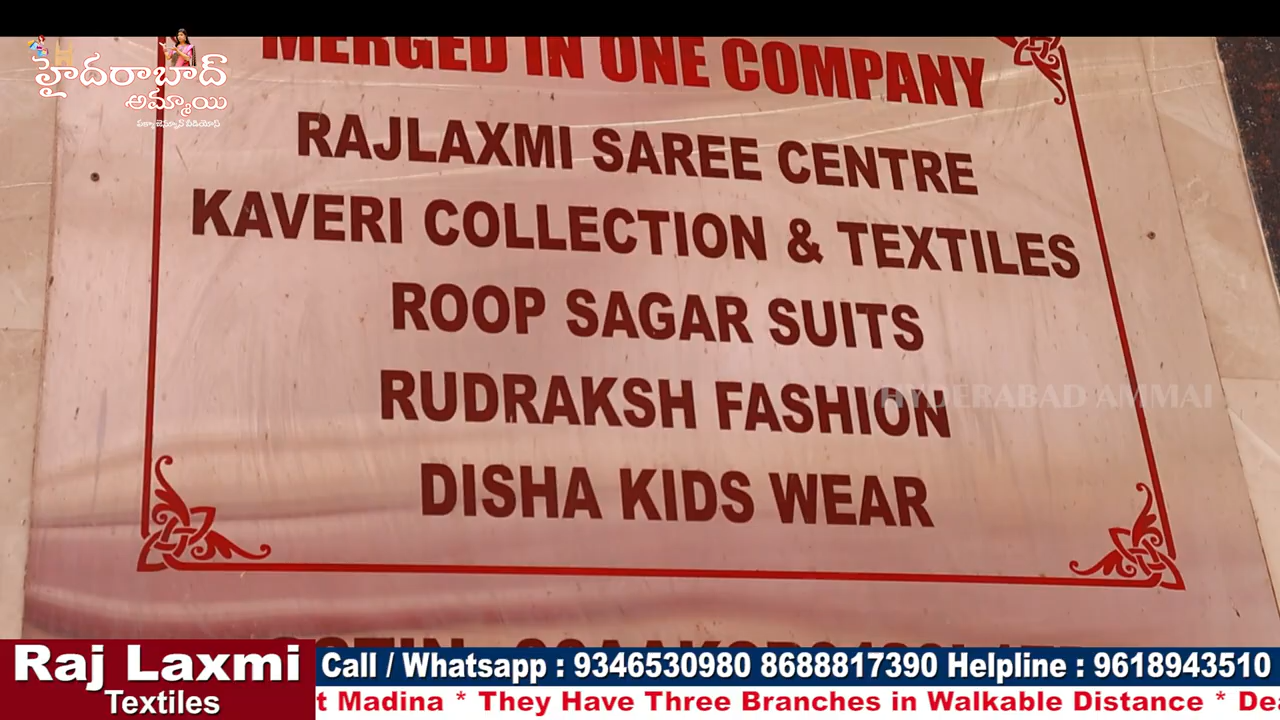 హైదరాబాద్
అమ్మాయి
MERGED IN ONE COMPANY
RAJLAXMI SAREE CENTRE
KAVERI COLLECTION & TEXTILES
ROOP SAGAR SUITS
RUDRAKSH FASHION
HYDERABAD AMMAI
DISHA KIDS WEAR
Raj Laxmi
Textiles
Call / Whatsapp : 9346530980 8688817390 Helpline : 9618943510
t Madina * They Have Three Branches in Walkable Distance *